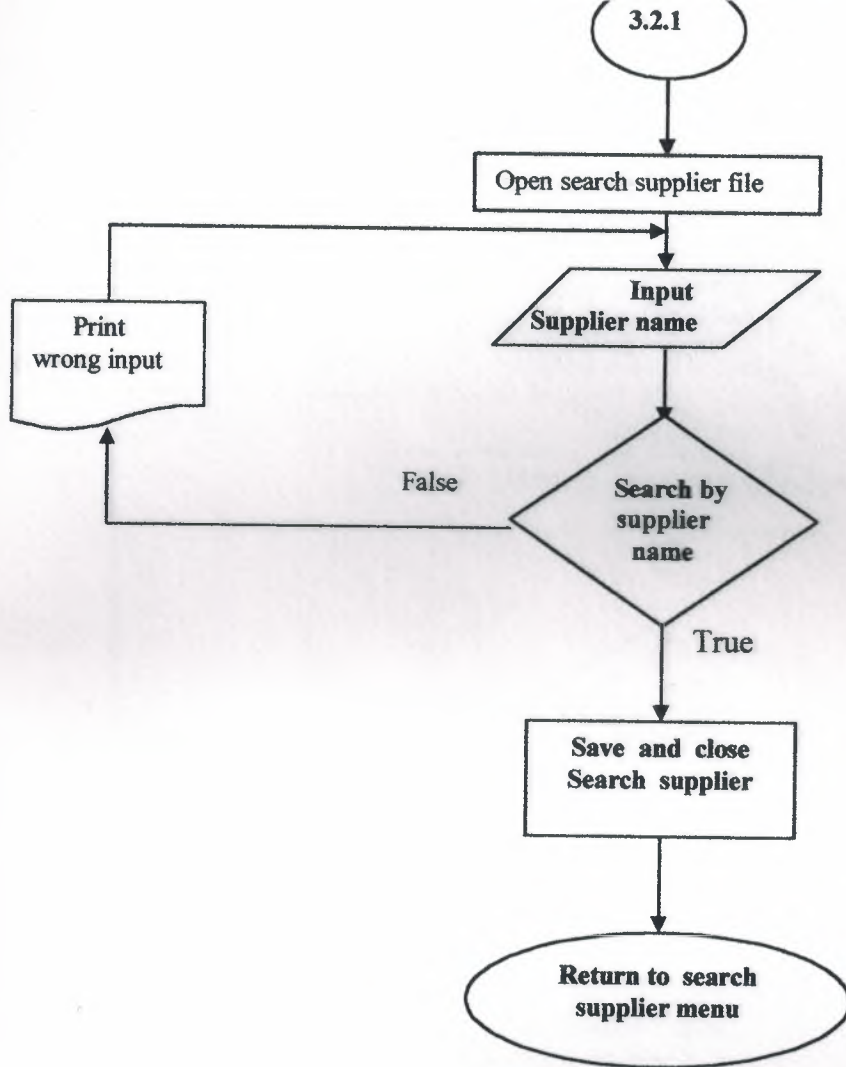 3.2.1
Open search supplier file
Input
Supplier name
Print
wrong input
False
Search by
supplier
name
True
Save and close
Search supplier
Return to search
supplier menu